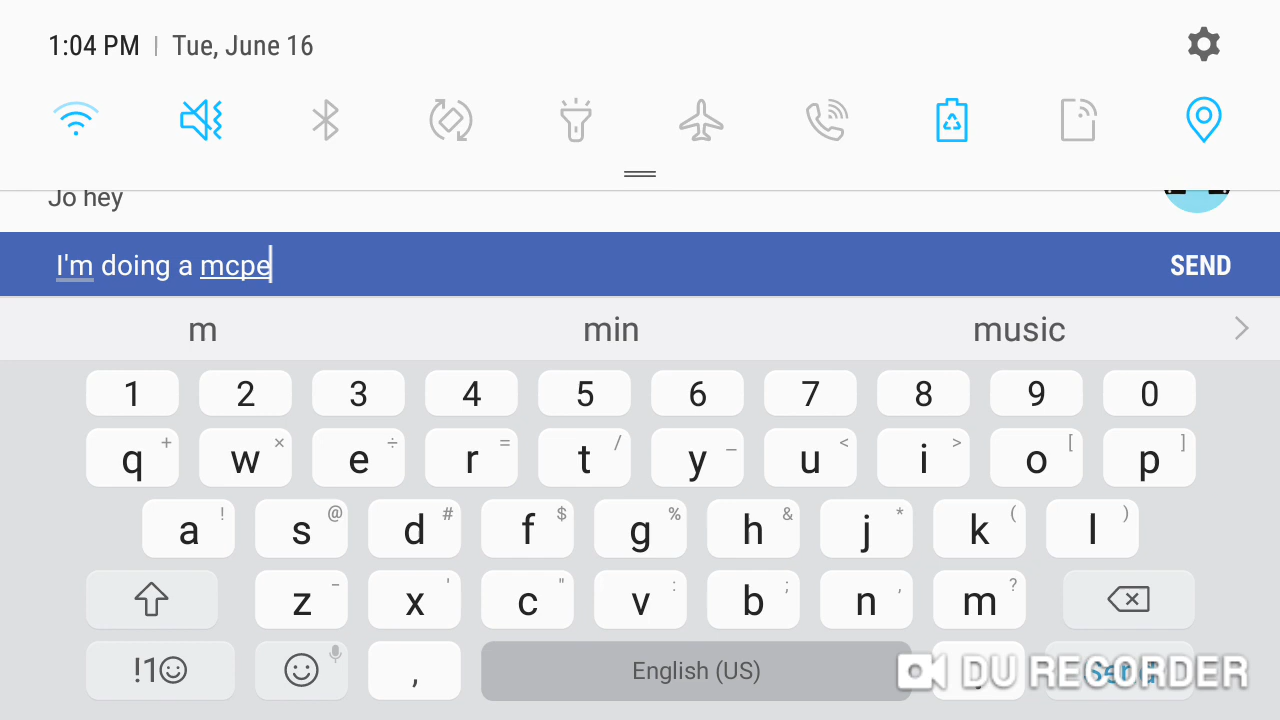 1:04 PM | Tue, June 16
Jo hey
I'm doing a mcpe SEND
m min music
1 2 3 4 5 6 7 8 9 0
q + w × e ÷ r = t / y _ u < i > o [ p ]
a ! s @ d # f $ g % h & j * k ( l )
z - x ' c " v : b ; n , m ?
!1☺ , English (US) Send
DU RECORDER